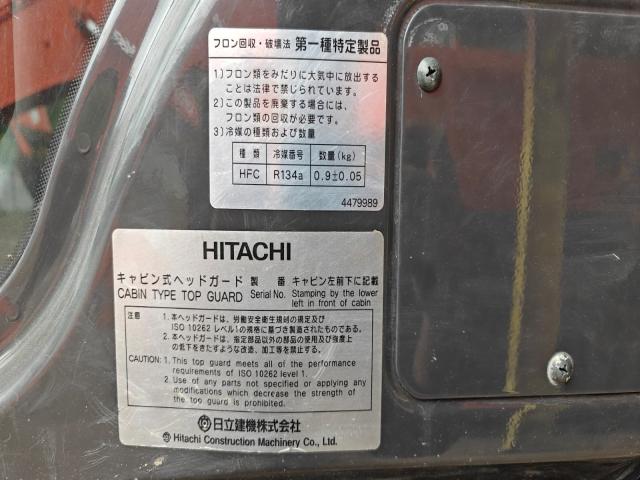 フロン回収・破壊法 第一種特定製品
1)フロン類をみだりに大気中に放出する
ことは法律で禁じられています。
2)この製品を廃棄する場合には、
フロン類の回収が必要です。
3)冷媒の種類および数量
種類 冷媒番号 数量(kg)
HFC R134a 0.9±0.05
4479989
HITACHI
キャビン式ヘッドガード 製番 キャビン左前下に記載
CABIN TYPE TOP GUARD Serial No. Stamping by the lower
left in front of cabin
注意 1. 本ヘッドガードは、労働安全衛生規則の規定及び
ISO 10262 レベル1の規格に基づき製造されたものである。
2. 本ヘッドガードは、指定部品以外の部品の使用及び強度上
の低下をきたすような改造、加工等を禁止する。
CAUTION: 1. This top guard meets all of the performance
requirements of ISO 10262 level 1.
2. Use of any parts not specified or applying any
modifications which decrease the strength of
the top guard is prohibited.
日立建機株式会社
Hitachi Construction Machinery Co., Ltd.